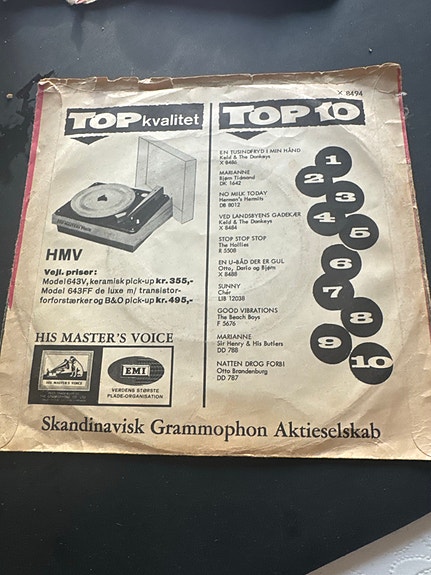 X 8494
TOP kvalitet
HMV
Vejl. priser:
Model 643V, keramisk pick-up kr. 355,-
Model 643FF de luxe m/ transistor-
forforstærker og B&O pick-up kr. 495,-
HIS MASTER'S VOICE
HIS MASTER'S VOICE
EMI
VERDENS STØRSTE
PLADE-ORGANISATION
TOP 10
EN TUSINDFRYD I MIN HÅND
Keld & The Donkeys
X 8486
MARIANNE
Bjørn Tidmand
DK 1642
NO MILK TODAY
Herman's Hermits
DB 8012
VED LANDSBYENS GADEKÆR
Keld & The Donkeys
X 8484
STOP STOP STOP
The Hollies
R 5508
EN U-BÅD DER ER GUL
Otto, Dario og Bjørn
X 8488
SUNNY
Chér
LIB 12038
GOOD VIBRATIONS
The Beach Boys
F 5676
MARIANNE
Sir Henry & His Butlers
DD 788
NATTEN DROG FORBI
Otto Brandenburg
DD 787
1
2
3
4
5
6
7
8
9
10
Skandinavisk Grammophon Aktieselskab